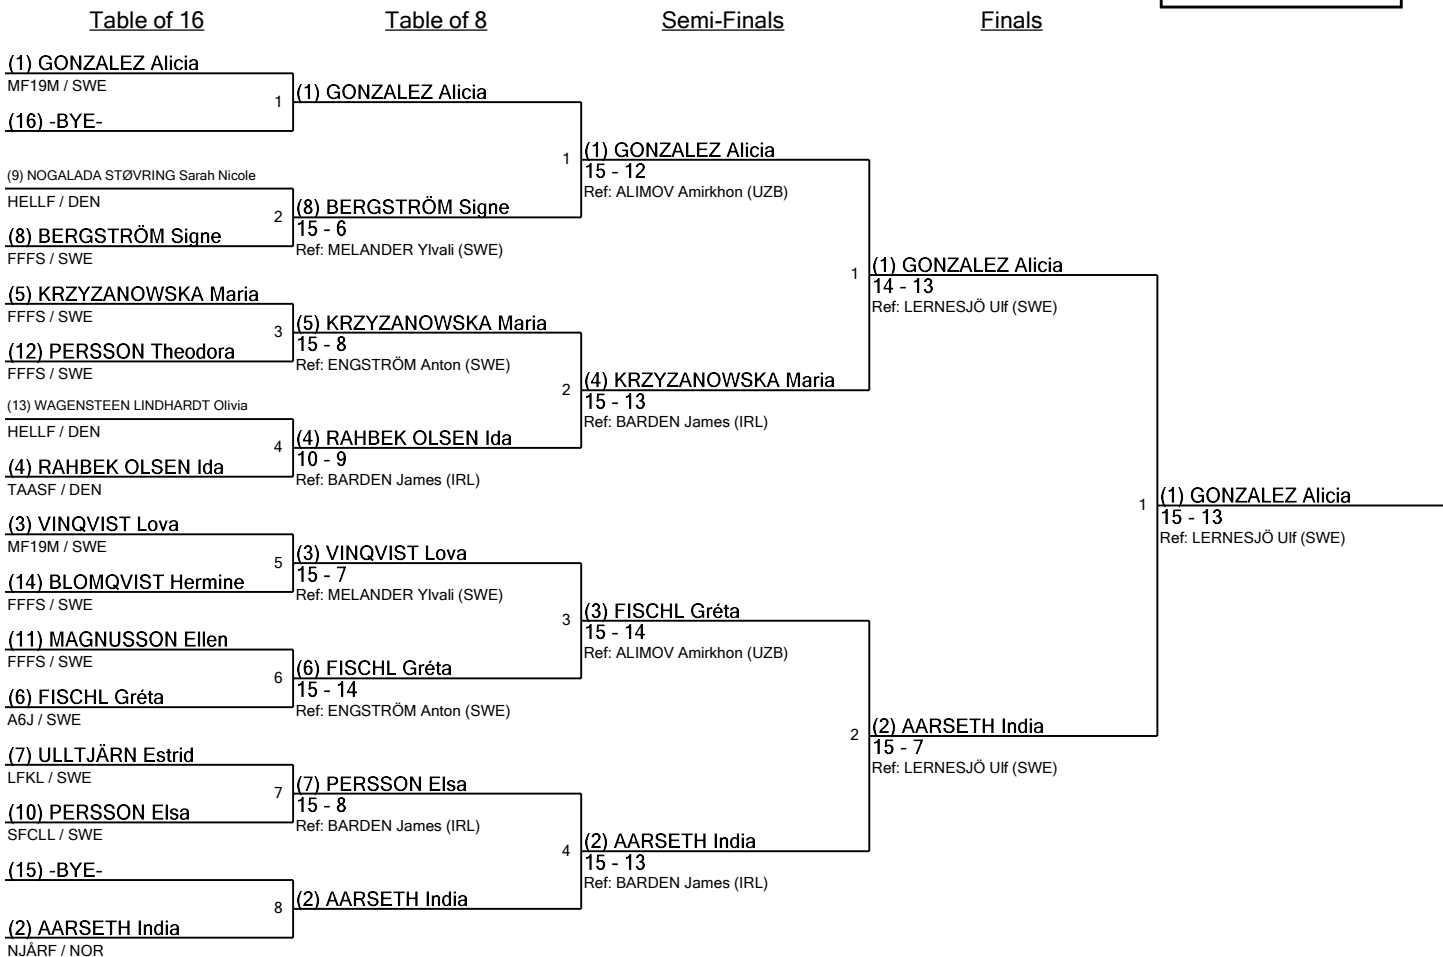 Table of 16
Table of 8
Semi-Finals
Finals
(1) GONZALEZ Alicia
MF19M / SWE
(16) -BYE-
1
(9) NOGALADA STØVRING Sarah Nicole
HELLF / DEN
(8) BERGSTRÖM Signe
FFFS / SWE
2
(5) KRZYZANOWSKA Maria
FFFS / SWE
(12) PERSSON Theodora
FFFS / SWE
3
(13) WAGENSTEEN LINDHARDT Olivia
HELLF / DEN
(4) RAHBEK OLSEN Ida
TAASF / DEN
4
(3) VINQVIST Lova
MF19M / SWE
(14) BLOMQVIST Hermine
FFFS / SWE
5
(11) MAGNUSSON Ellen
FFFS / SWE
(6) FISCHL Gréta
A6J / SWE
6
(7) ULLTJÄRN Estrid
LFKL / SWE
(10) PERSSON Elsa
SFCLL / SWE
7
(15) -BYE-
(2) AARSETH India
NJÅRF / NOR
8
(1) GONZALEZ Alicia
(8) BERGSTRÖM Signe
15 - 6
Ref: MELANDER Ylvali (SWE)
1
(5) KRZYZANOWSKA Maria
15 - 8
Ref: ENGSTRÖM Anton (SWE)
(4) RAHBEK OLSEN Ida
10 - 9
Ref: BARDEN James (IRL)
2
(3) VINQVIST Lova
15 - 7
Ref: MELANDER Ylvali (SWE)
(6) FISCHL Gréta
15 - 14
Ref: ENGSTRÖM Anton (SWE)
3
(7) PERSSON Elsa
15 - 8
Ref: BARDEN James (IRL)
(2) AARSETH India
4
(1) GONZALEZ Alicia
15 - 12
Ref: ALIMOV Amirkhon (UZB)
(4) KRZYZANOWSKA Maria
15 - 13
Ref: BARDEN James (IRL)
1
(3) FISCHL Gréta
15 - 14
Ref: ALIMOV Amirkhon (UZB)
(2) AARSETH India
15 - 13
Ref: BARDEN James (IRL)
2
(1) GONZALEZ Alicia
14 - 13
Ref: LERNESJÖ Ulf (SWE)
(2) AARSETH India
15 - 7
Ref: LERNESJÖ Ulf (SWE)
1
(1) GONZALEZ Alicia
15 - 13
Ref: LERNESJÖ Ulf (SWE)